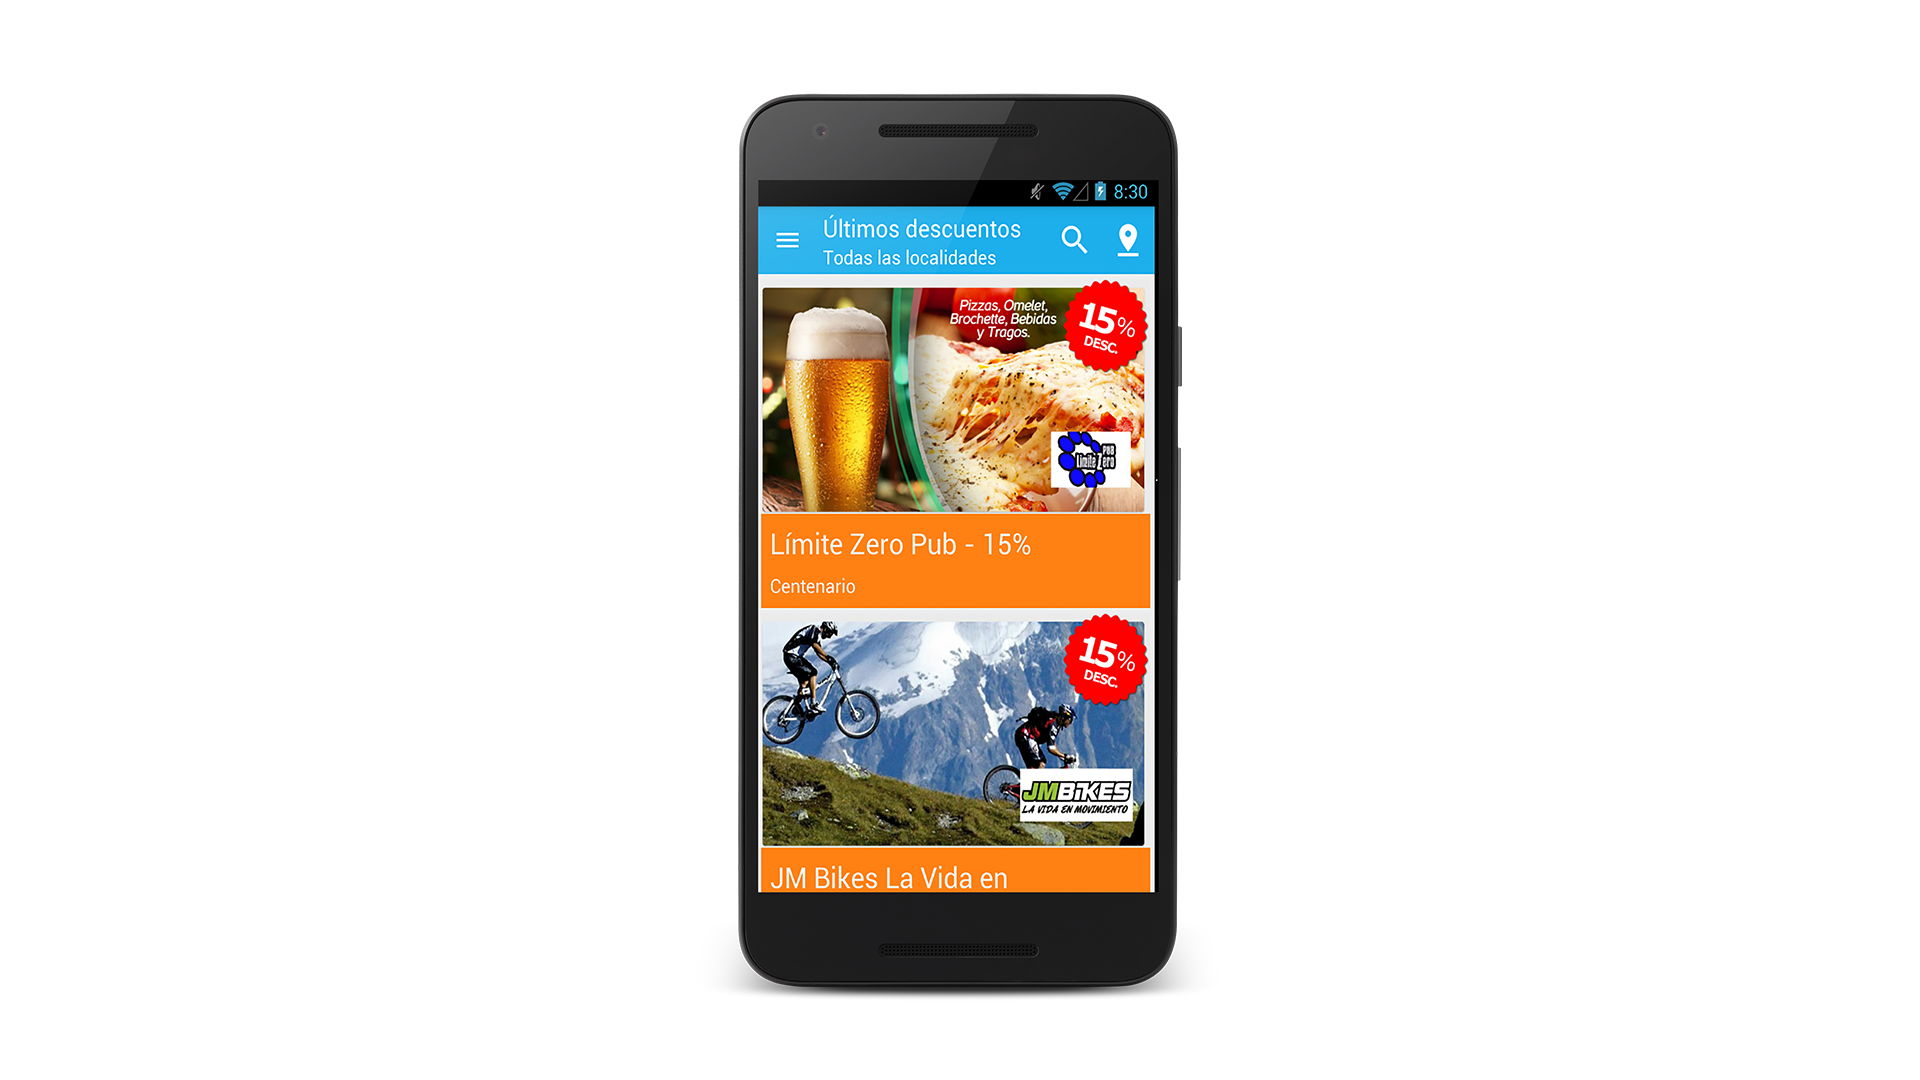 8:30
Últimos descuentos
Todas las localidades
Pizzas, Omelet,
Brochette, Bebidas
y Tragos.
15%
DESC.
PUB
Límite Zero
Límite Zero Pub - 15%
Centenario
15%
DESC.
JMBIKES
LA VIDA EN MOVIMIENTO
JM Bikes La Vida en